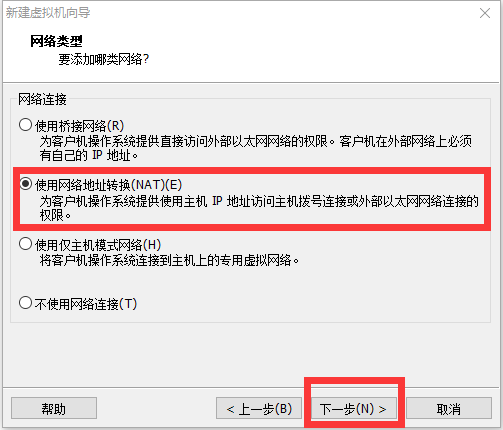 新建虚拟机向导
网络类型
要添加哪类网络?
网络连接
使用桥接网络(R)
为客户机操作系统提供直接访问外部以太网网络的权限。客户机在外部网络上必须
有自己的 IP 地址。
使用网络地址转换(NAT)(E)
为客户机操作系统提供使用主机 IP 地址访问主机拨号连接或外部以太网网络连接的
权限。
使用仅主机模式网络(H)
将客户机操作系统连接到主机上的专用虚拟网络。
不使用网络连接(T)
帮助
< 上一步(B)
下一步(N) >
取消